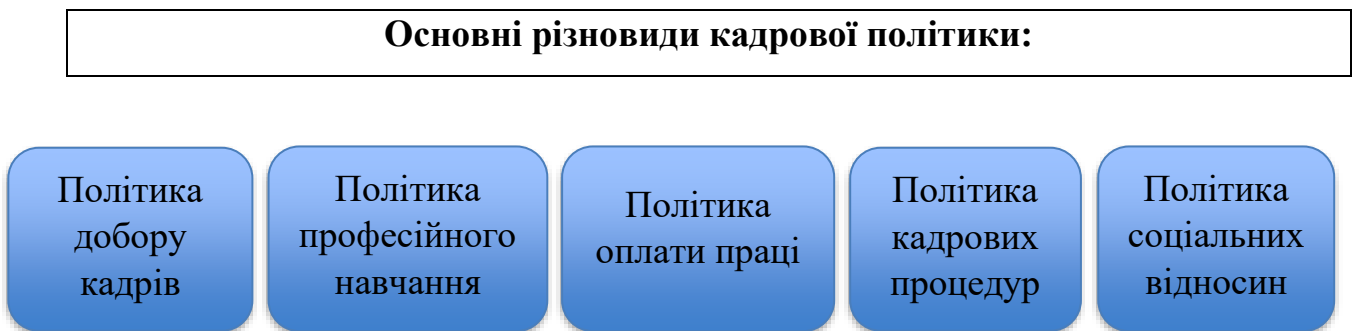 Основні різновиди кадрової політики:
Політика
добору
кадрів
Політика
професійного
навчання
Політика
оплати праці
Політика
кадрових
процедур
Політика
соціальних
відносин